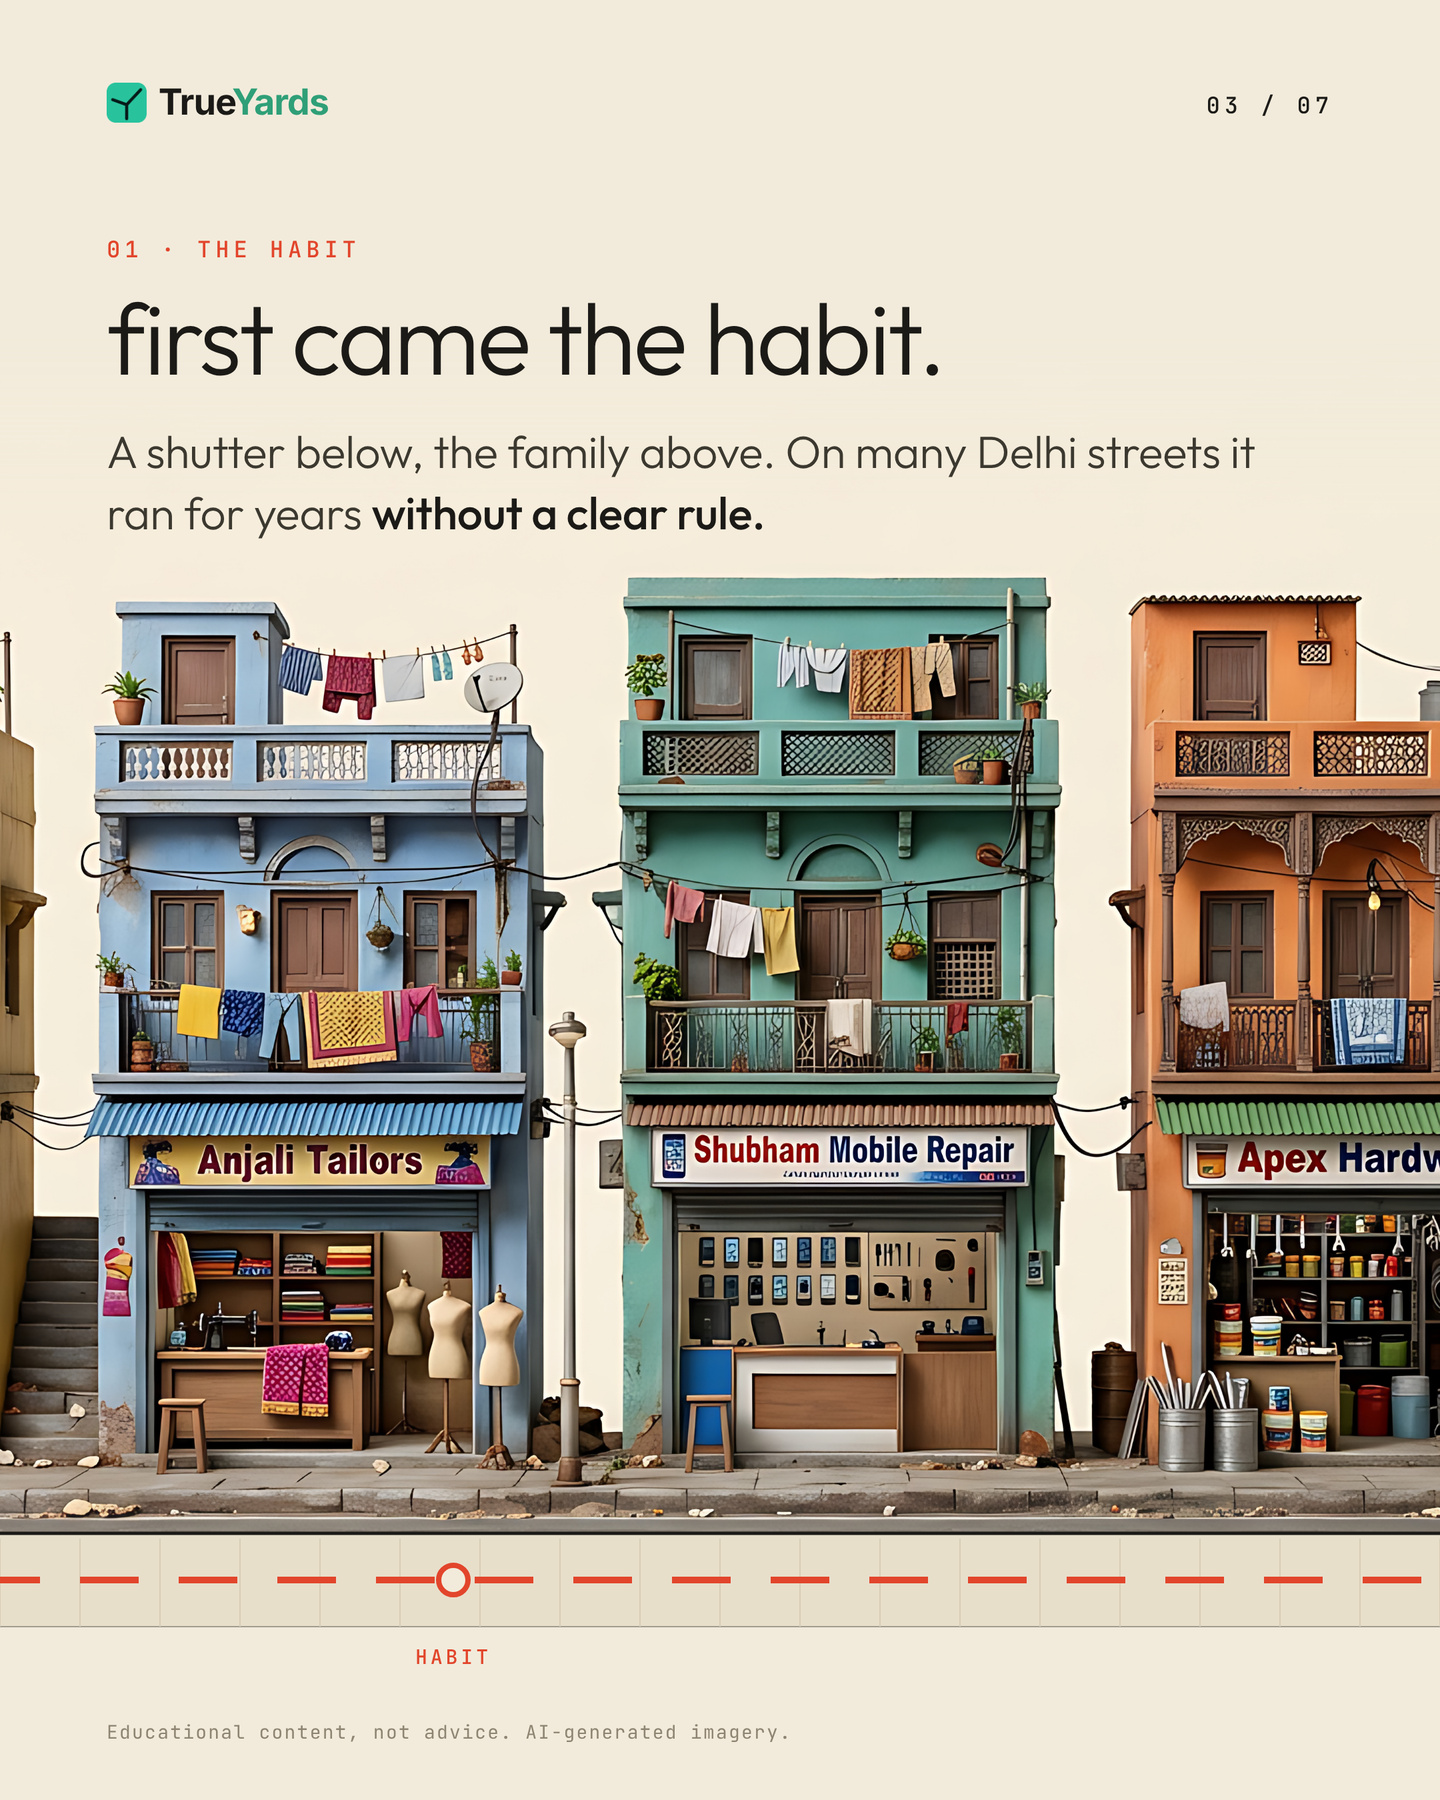 TrueYards
03 / 07
01 · THE HABIT
first came the habit.
A shutter below, the family above. On many Delhi streets it
ran for years without a clear rule.
Anjali Tailors
Shubham Mobile Repair
Apex Hardw
HABIT
Educational content, not advice. AI-generated imagery.